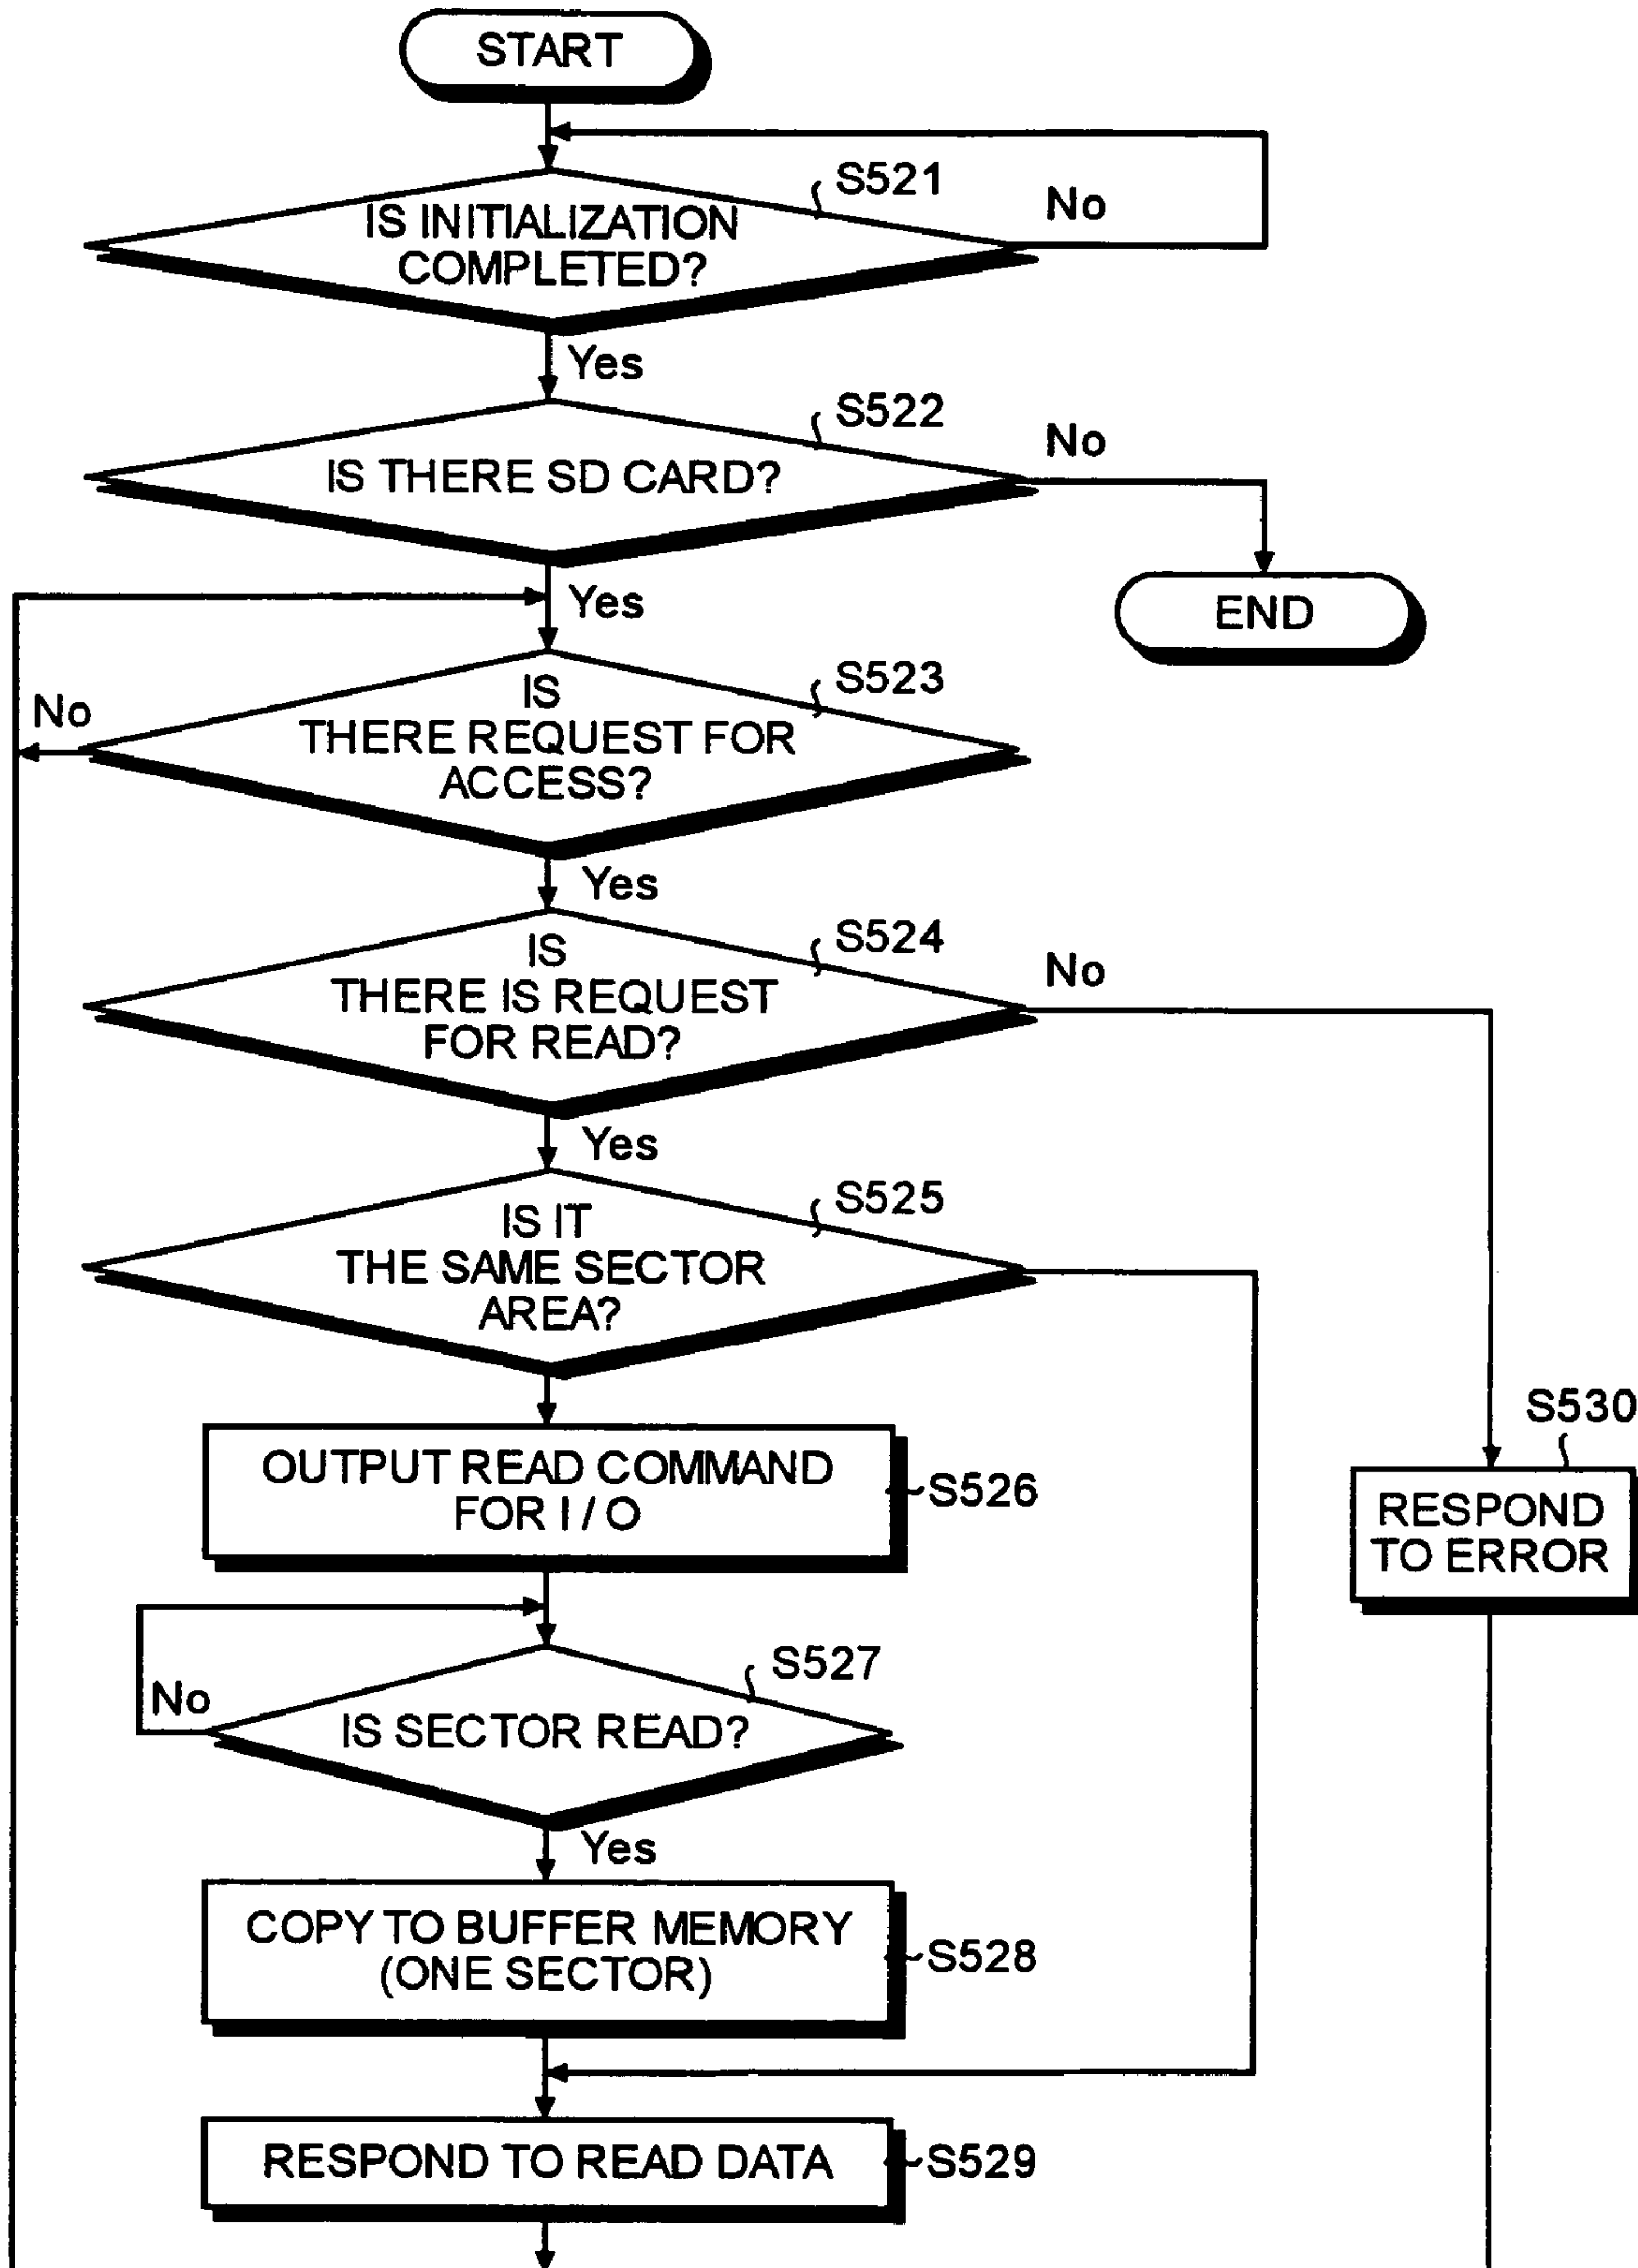 START
S521
No
IS INITIALIZATION
COMPLETED?
Yes
S522
No
IS THERE SD CARD?
Yes
END
S523
No
IS
THERE REQUEST FOR
ACCESS?
Yes
S524
No
IS
THERE IS REQUEST
FOR READ?
Yes
S525
IS IT
THE SAME SECTOR
AREA?
S530
OUTPUT READ COMMAND
FOR I / O
S526
RESPOND
TO ERROR
S527
No
IS SECTOR READ?
Yes
COPY TO BUFFER MEMORY
(ONE SECTOR)
S528
RESPOND TO READ DATA
S529